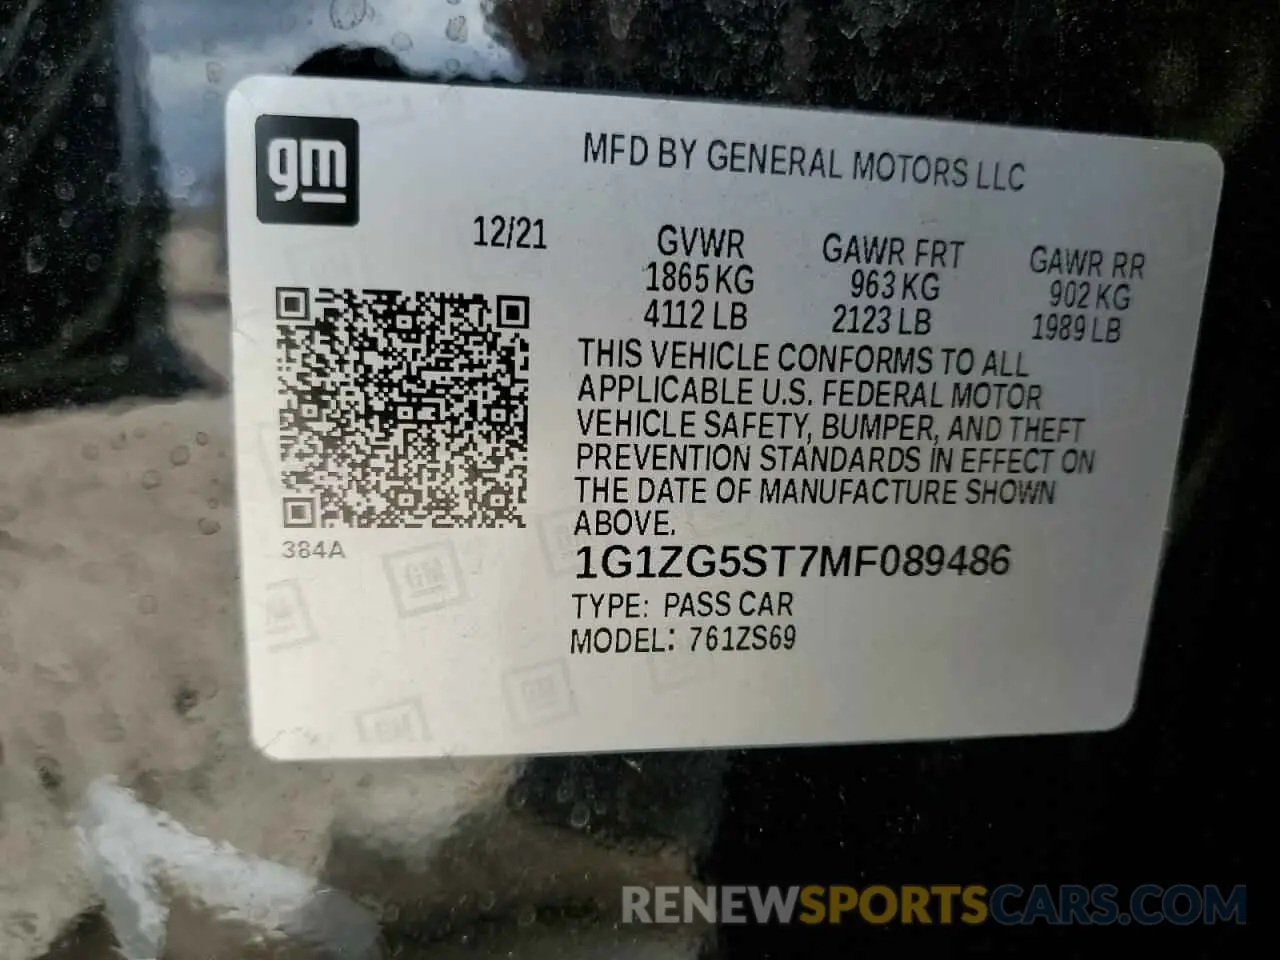 gm
MFD BY GENERAL MOTORS LLC
12/21
GVWR
1865 KG
4112 LB
GAWR FRT
963 KG
2123 LB
GAWR RR
902 KG
1989 LB
THIS VEHICLE CONFORMS TO ALL
APPLICABLE U.S. FEDERAL MOTOR
VEHICLE SAFETY, BUMPER, AND THEFT
PREVENTION STANDARDS IN EFFECT ON
THE DATE OF MANUFACTURE SHOWN
ABOVE.
384A
1G1ZG5ST7MF089486
TYPE: PASS CAR
MODEL: 761ZS69
GM
GM
GM
RENEWSPORTSCARS.COM